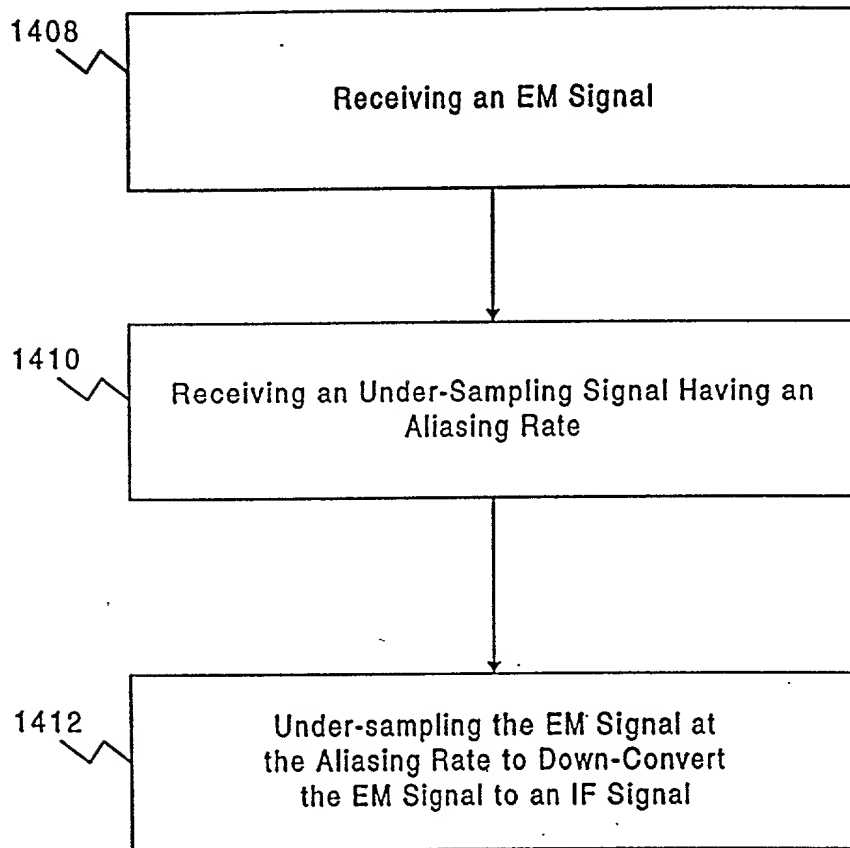 1408
Receiving an EM Signal
1410
Receiving an Under-Sampling Signal Having an
Aliasing Rate
1412
Under-sampling the EM Signal at
the Aliasing Rate to Down-Convert
the EM Signal to an IF Signal